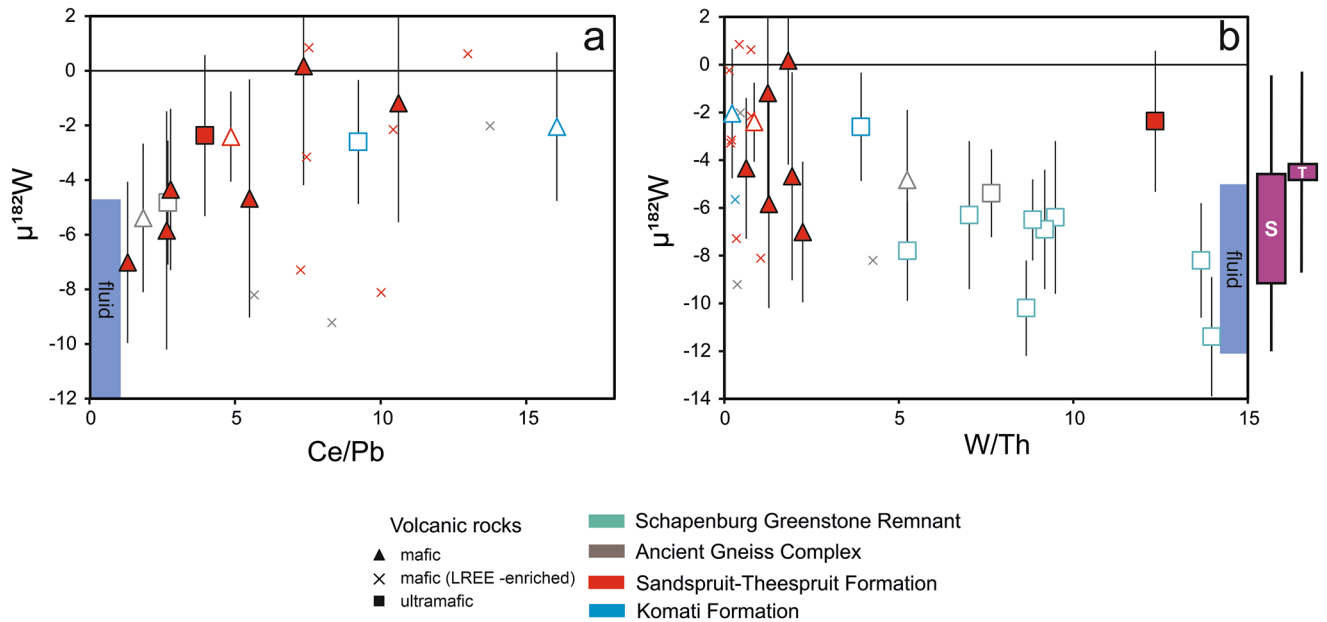 a
2
0
-2
-4
-6
-8
-10
-12
μ¹⁸²W
fluid
0
5
10
15
Ce/Pb
b
2
0
-2
-4
-6
-8
-10
-12
-14
μ¹⁸²W
fluid
S
T
0
5
10
15
W/Th
Volcanic rocks
mafic
mafic (LREE -enriched)
ultramafic
Schapenburg Greenstone Remnant
Ancient Gneiss Complex
Sandspruit-Theespruit Formation
Komati Formation